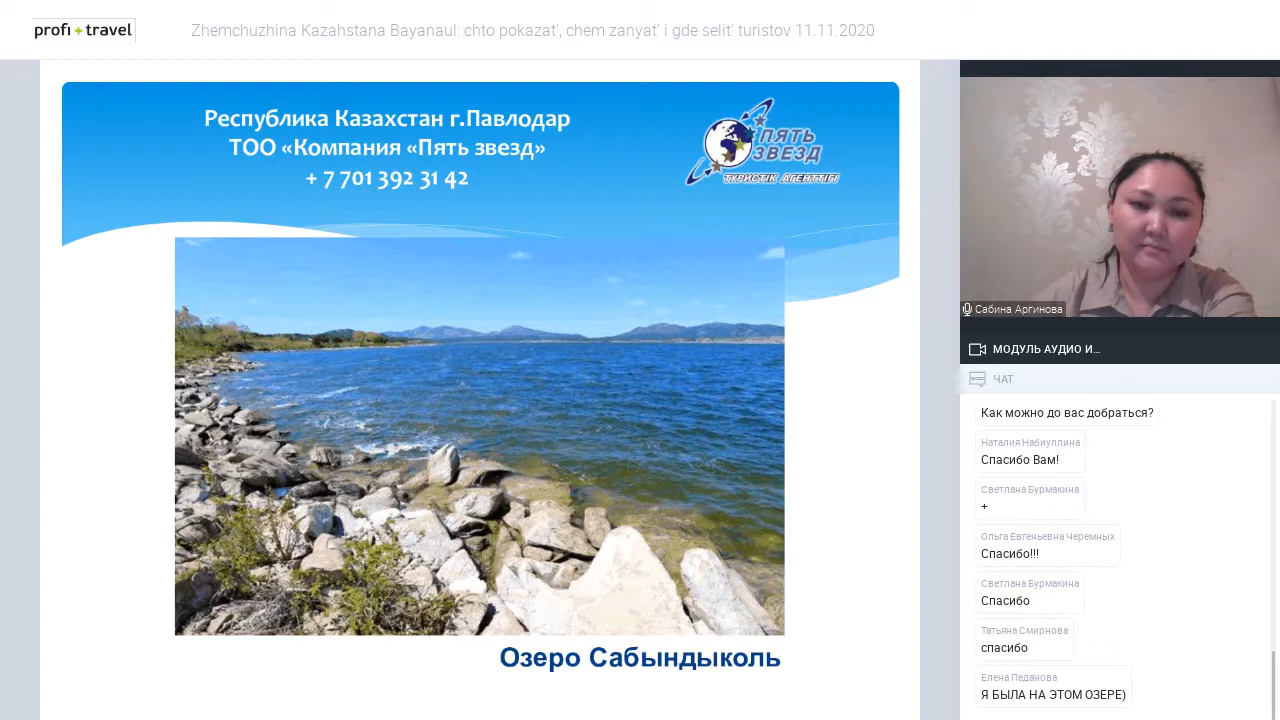 profi + travel
Zhemchuzhina Kazahstana Bayanaul: chto pokazat', chem zanyat' i gde selit' turistov 11.11.2020
Республика Казахстан г.Павлодар
ТОО «Компания «Пять звезд»
+ 7 701 392 31 42
ПЯТЬ
ЗВЕЗД
ТУРИСТІК АГЕНТТІГІ
Озеро Сабындыколь
Сабина Аргинова
МОДУЛЬ АУДИО И...
ЧАТ
Как можно до вас добраться?
Наталия Набиуллина
Спасибо Вам!
Светлана Бурмакина
+
Ольга Евгеньевна Черемных
Спасибо!!!
Светлана Бурмакина
Спасибо
Татьяна Смирнова
спасибо
Елена Педанова
Я БЫЛА НА ЭТОМ ОЗЕРЕ)